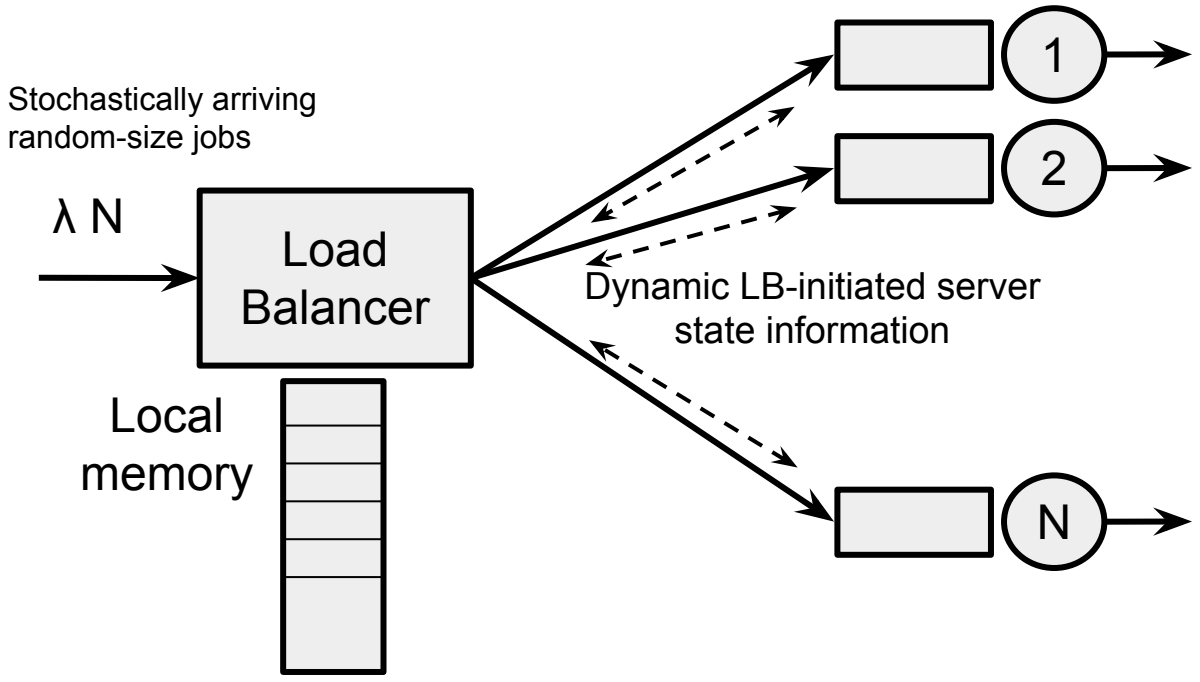 Stochastically arriving
random-size jobs
λ N
Load
Balancer
Local
memory
Dynamic LB-initiated server
state information
1
2
N